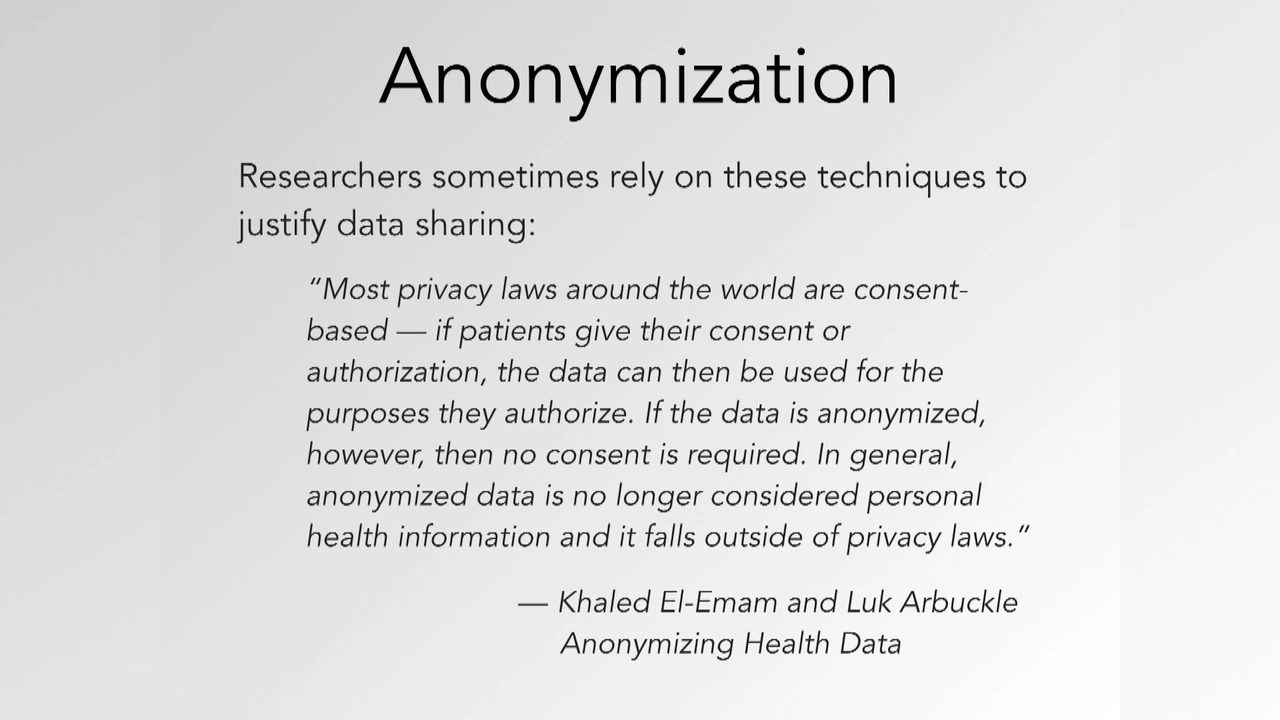 Anonymization
Researchers sometimes rely on these techniques to
justify data sharing:
“Most privacy laws around the world are consent-
based — if patients give their consent or
authorization, the data can then be used for the
purposes they authorize. If the data is anonymized,
however, then no consent is required. In general,
anonymized data is no longer considered personal
health information and it falls outside of privacy laws.”
— Khaled El-Emam and Luk Arbuckle
Anonymizing Health Data